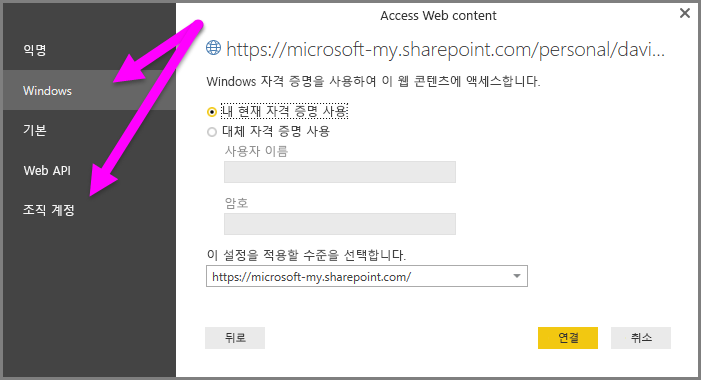 Access Web content
익명
Windows
기본
Web API
조직 계정
https://microsoft-my.sharepoint.com/personal/davi...
Windows 자격 증명을 사용하여 이 웹 콘텐츠에 액세스합니다.
내 현재 자격 증명 사용
대체 자격 증명 사용
사용자 이름
암호
이 설정을 적용할 수준을 선택합니다.
https://microsoft-my.sharepoint.com/
뒤로
연결
취소